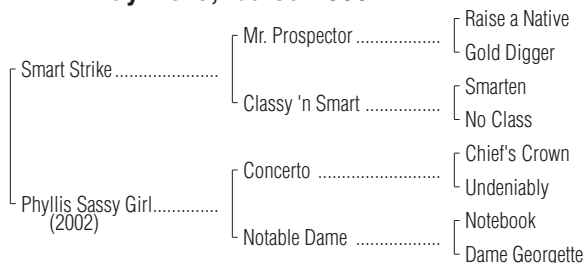 Raise a Native
Mr. Prospector ..................
Gold Digger
Smart Strike ......................
Smarten
Classy 'n Smart ................
No Class
Chief's Crown
Concerto .........................
Undeniably
Phyllis Sassy Girl..............
(2002)
Notebook
Notable Dame .................
Dame Georgette